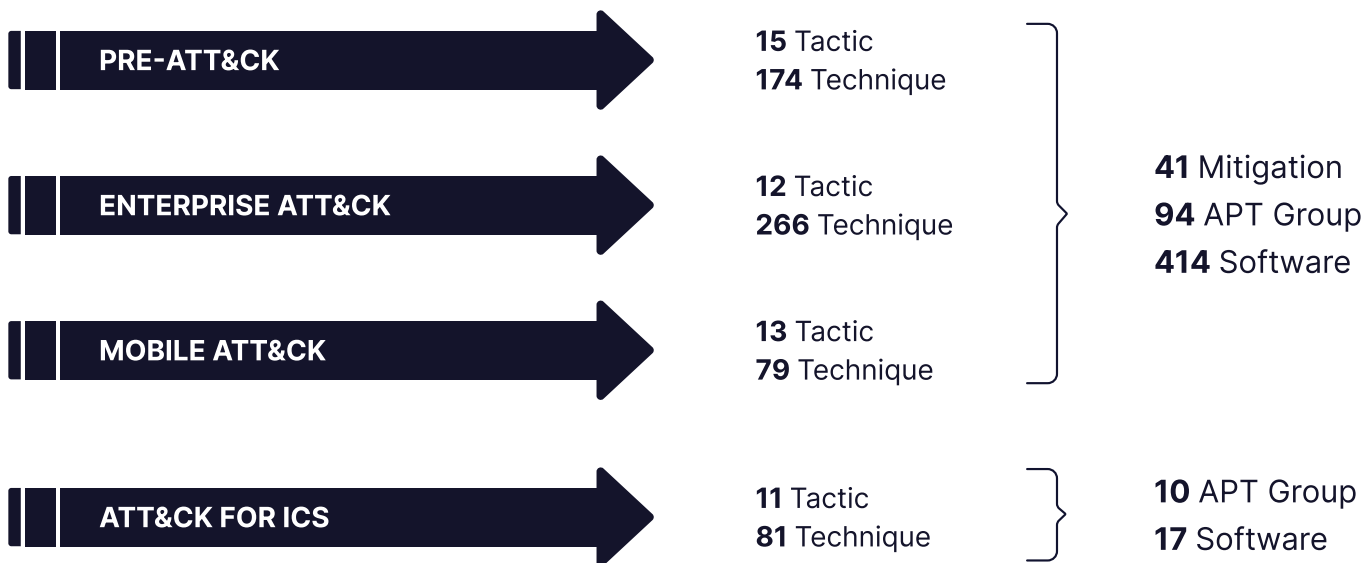 PRE-ATT&CK
15 Tactic
174 Technique
ENTERPRISE ATT&CK
12 Tactic
266 Technique
MOBILE ATT&CK
13 Tactic
79 Technique
41 Mitigation
94 APT Group
414 Software
ATT&CK FOR ICS
11 Tactic
81 Technique
10 APT Group
17 Software